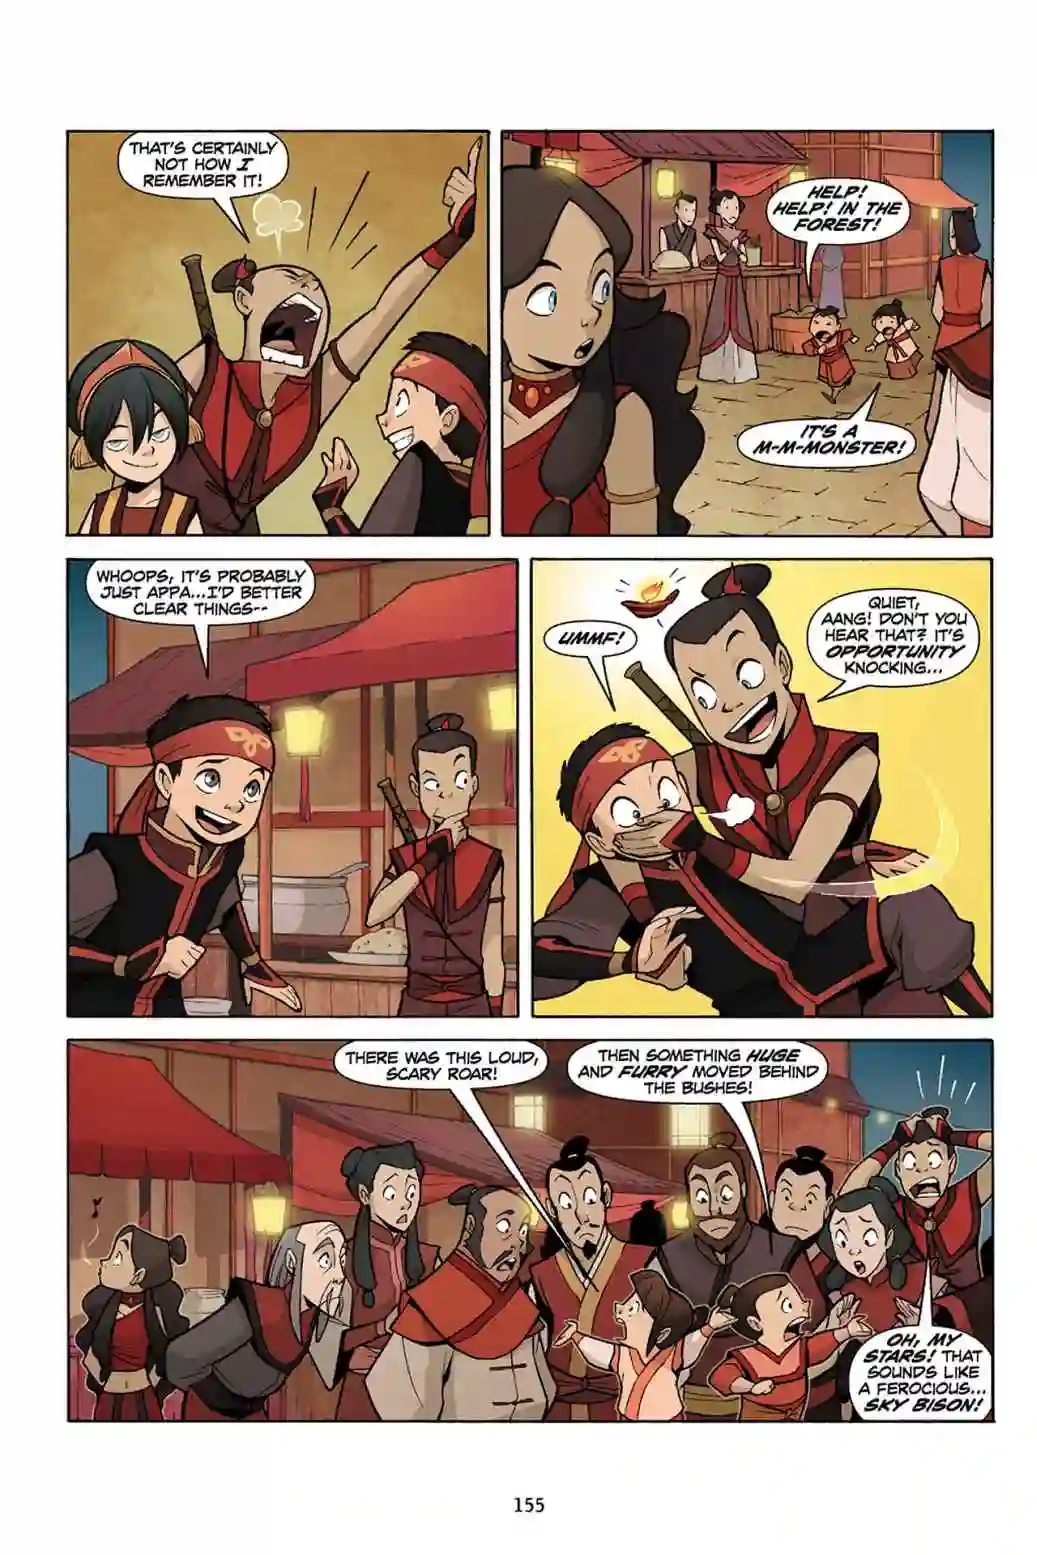 THAT'S CERTAINLY
NOT HOW I
REMEMBER IT!
HELP!
HELP! IN THE
FOREST!
IT'S A
M-M-MONSTER!
WHOOPS, IT'S PROBABLY
JUST APPA...I'D BETTER
CLEAR THINGS--
UMMF!
QUIET,
AANG! DON'T YOU
HEAR THAT? IT'S
OPPORTUNITY
KNOCKING...
THERE WAS THIS LOUD,
SCARY ROAR!
THEN SOMETHING HUGE
AND FURRY MOVED BEHIND
THE BUSHES!
OH, MY
STARS! THAT
SOUNDS LIKE
A FEROCIOUS...
SKY BISON!
155